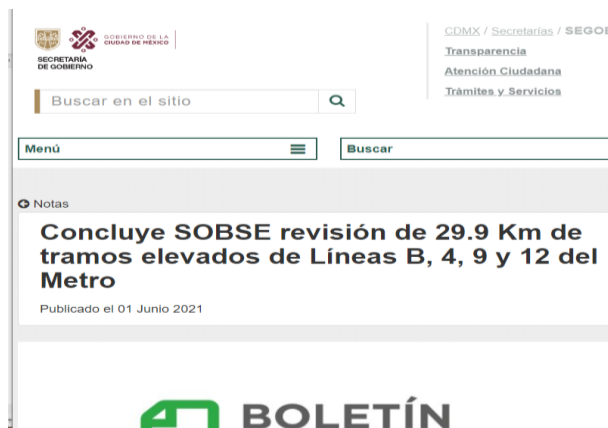 GOBIERNO DE LA
CIUDAD DE MÉXICO
SECRETARÍA
DE GOBIERNO
CDMX / Secretarías / SEGOB
Transparencia
Atención Ciudadana
Trámites y Servicios
Buscar en el sitio
Menú
Buscar
Notas
Concluye SOBSE revisión de 29.9 Km de
tramos elevados de Líneas B, 4, 9 y 12 del
Metro
Publicado el 01 Junio 2021
BOLETÍN